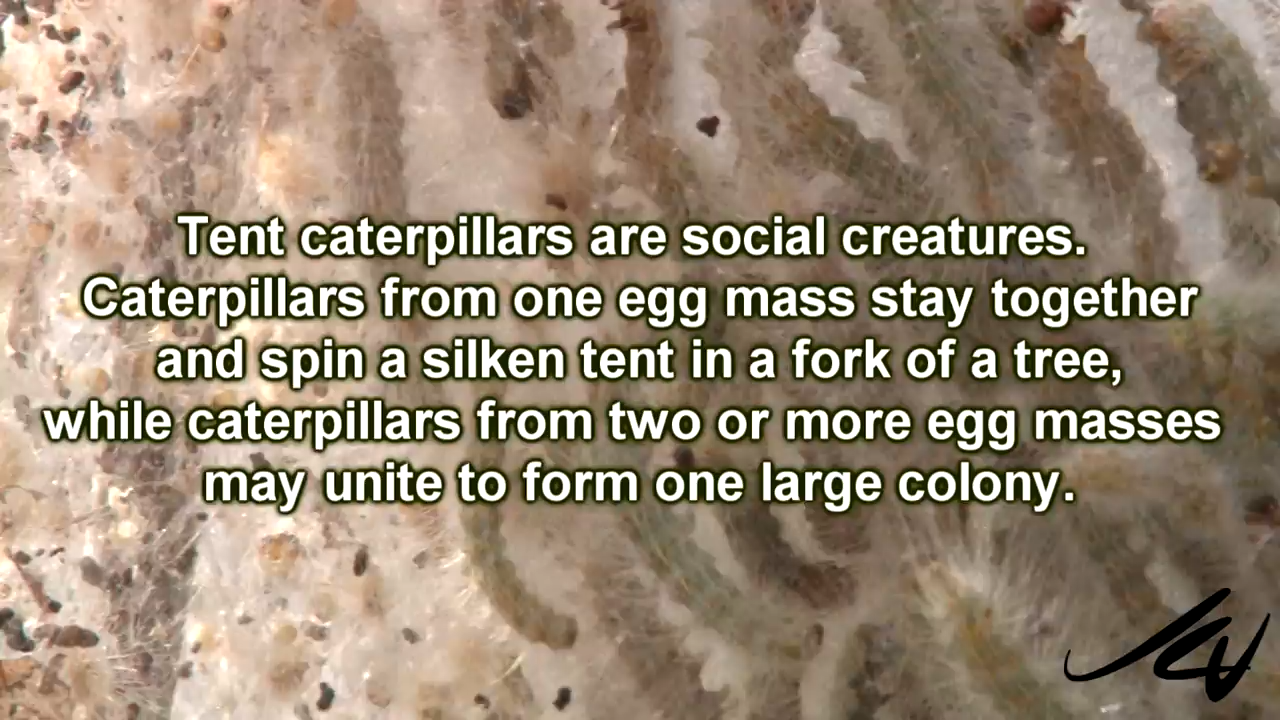 Tent caterpillars are social creatures.
Caterpillars from one egg mass stay together
and spin a silken tent in a fork of a tree,
while caterpillars from two or more egg masses
may unite to form one large colony.